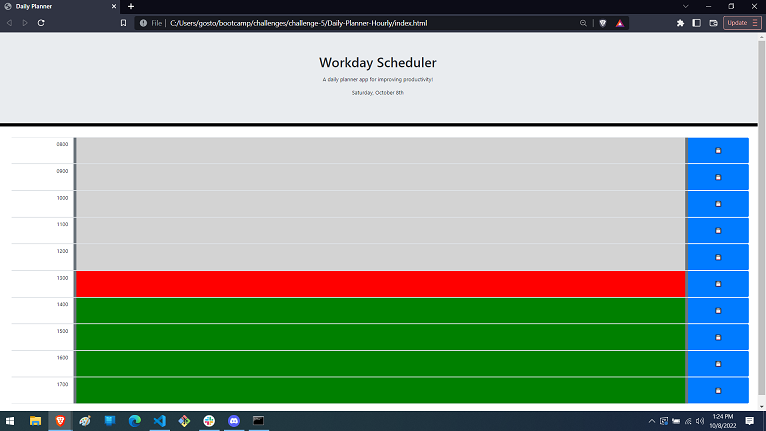 Daily Planner
File C:/Users/gosto/bootcamp/challenges/challenge-5/Daily-Planner-Hourly/index.html
Update
Workday Scheduler
A daily planner app for improving productivity!
Saturday, October 8th
0800
0900
1000
1100
1200
1300
1400
1500
1600
1700
1:24 PM
10/8/2022